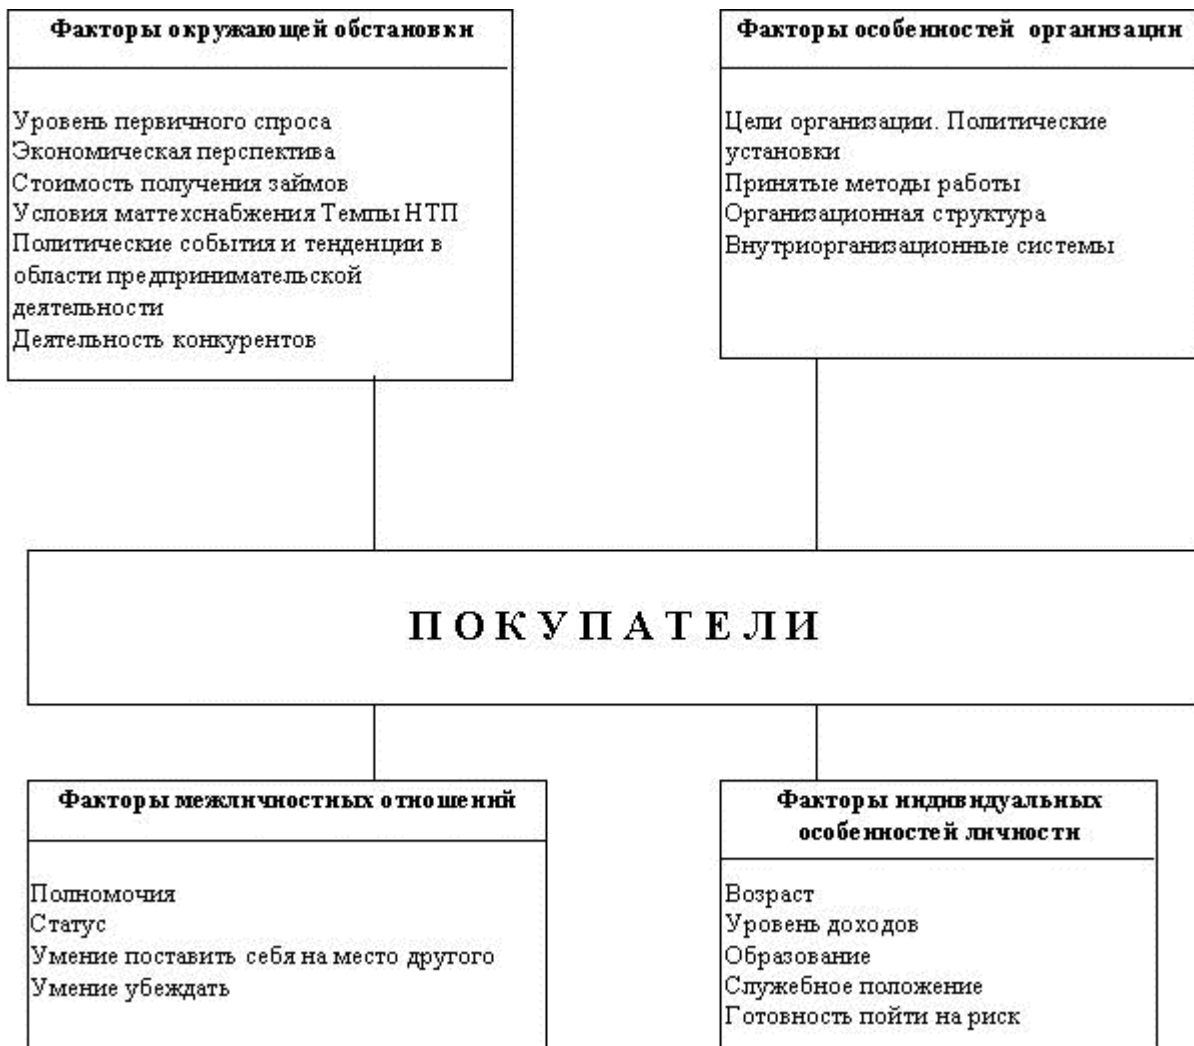 Факторы окружающей обстановки
Уровень первичного спроса
Экономическая перспектива
Стоимость получения займов
Условия маттехснабжения Темпы НТП
Политические события и тенденции в
области предпринимательской
деятельности
Деятельность конкурентов
Факторы особенностей организации
Цели организации. Политические
установки
Принятые методы работы
Организационная структура
Внутриорганизационные системы
ПОКУПАТЕЛИ
Факторы межличностных отношений
Полномочия
Статус
Умение поставить себя на место другого
Умение убеждать
Факторы индивидуальных
особенностей личности
Возраст
Уровень доходов
Образование
Служебное положение
Готовность пойти на риск